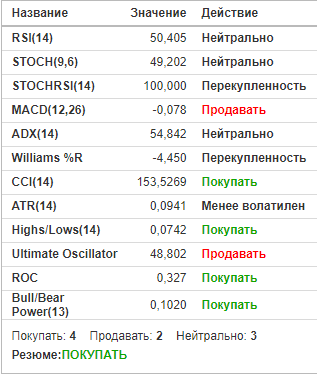 Название Значение Действие
RSI(14) 50,405 Нейтрально
STOCH(9,6) 49,202 Нейтрально
STOCHRSI(14) 100,000 Перекупленность
MACD(12,26) -0,078 Продавать
ADX(14) 54,842 Нейтрально
Williams %R -4,450 Перекупленность
CCI(14) 153,5269 Покупать
ATR(14) 0,0941 Менее волатилен
Highs/Lows(14) 0,0742 Покупать
Ultimate Oscillator 48,802 Продавать
ROC 0,327 Покупать
Bull/Bear
Power(13) 0,1020 Покупать
Покупать: 4 Продавать: 2 Нейтрально: 3
Резюме:ПОКУПАТЬ